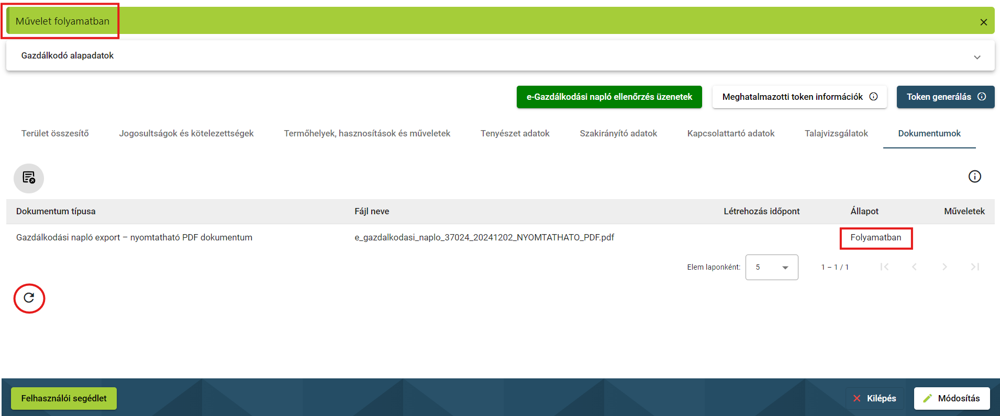 Művelet folyamatban
Gazdálkodó alapadatok
e-Gazdálkodási napló ellenőrzés üzenetek
Meghatalmazotti token információk
Token generálás
Terület összesítő
Jogosultságok és kötelezettségek
Termőhelyek, hasznosítások és műveletek
Tenyészet adatok
Szakirányító adatok
Kapcsolattartó adatok
Talajvizsgálatok
Dokumentumok
Dokumentum típusa
Fájl neve
Létrehozás időpont
Állapot
Műveletek
Gazdálkodási napló export – nyomtatható PDF dokumentum
e_gazdalkodasi_naplo_37024_20241202_NYOMTATHATO_PDF.pdf
Folyamatban
Elem laponként:
5
1 – 1 / 1
Felhasználói segédlet
Kilépés
Módosítás